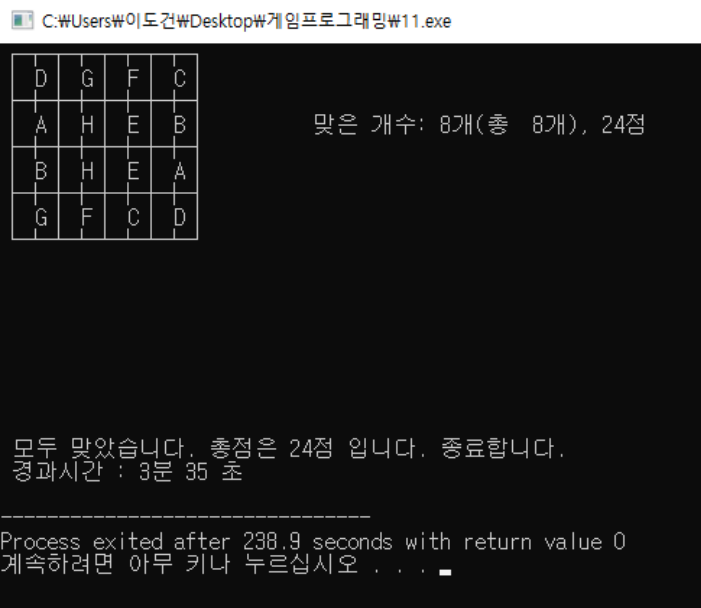 C:₩Users₩이도건₩Desktop₩게임프로그래밍₩11.exe
D G F C
A H E B
맞은 개수: 8개(총 8개), 24점
B H E A
G F C D
모두 맞았습니다. 총점은 24점 입니다. 종료합니다.
경과시간 : 3분 35 초
--------------------------------
Process exited after 238.9 seconds with return value 0
계속하려면 아무 키나 누르십시오 . . .